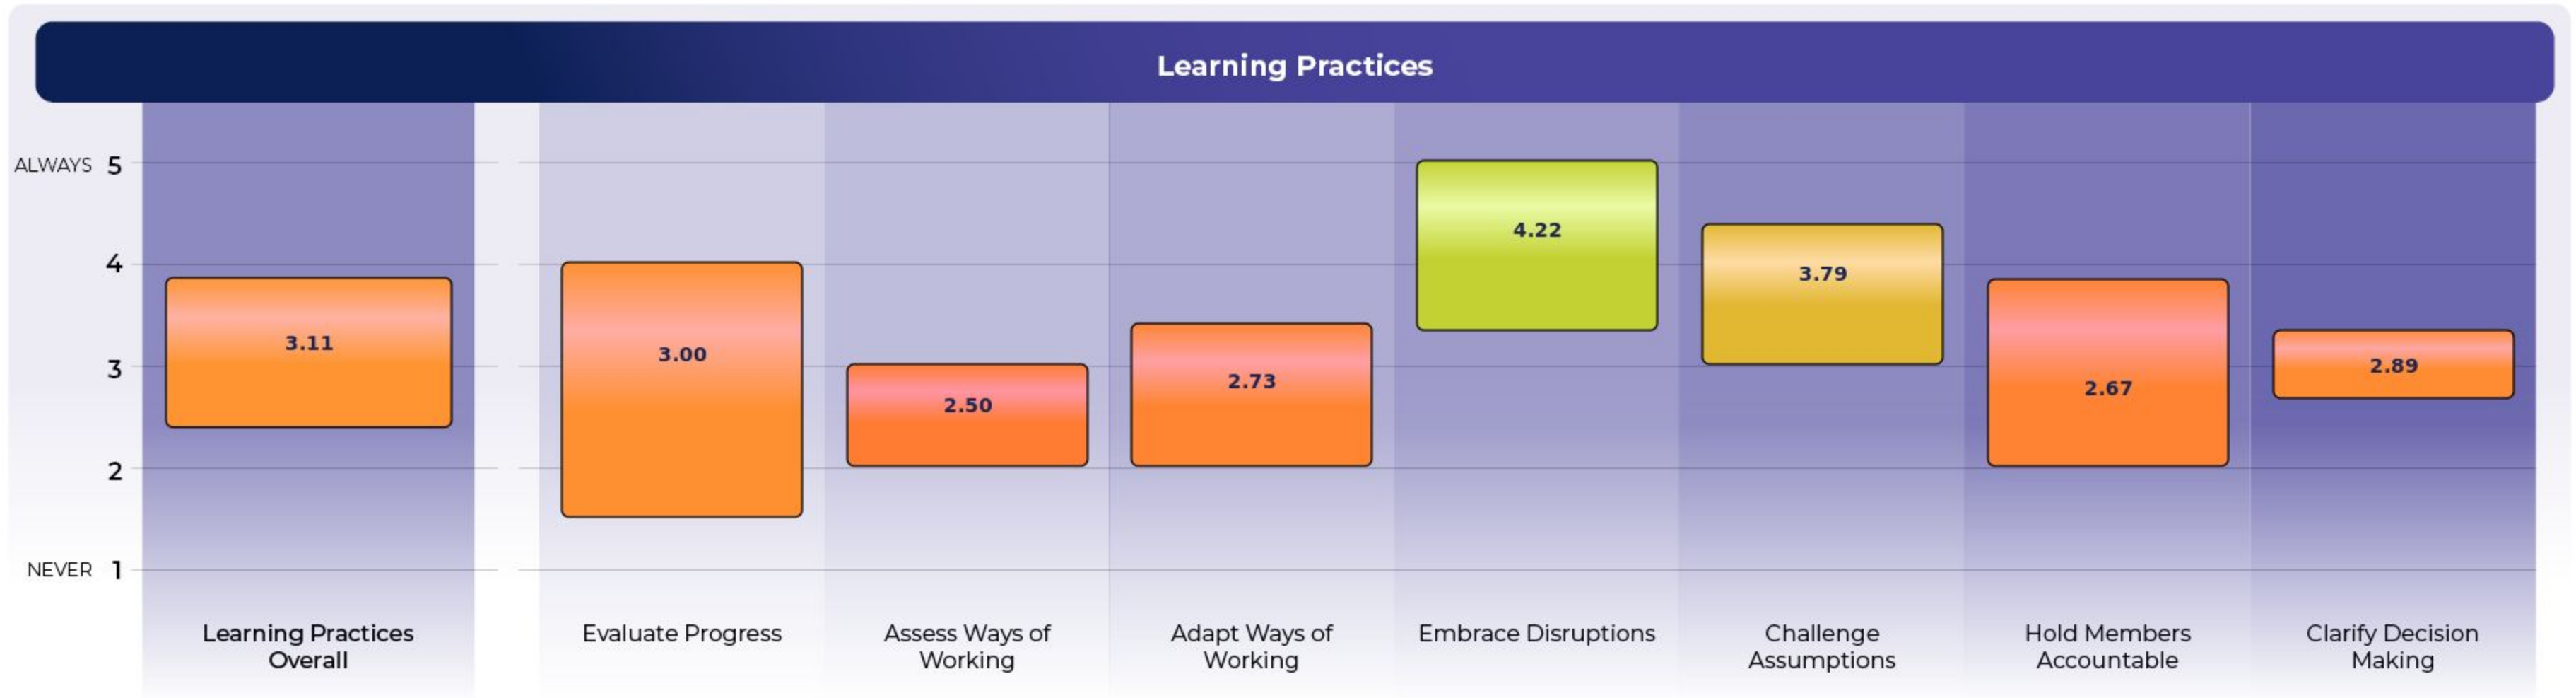 Learning Practices
ALWAYS 5
4
3
2
NEVER 1
3.11
3.00
2.50
2.73
4.22
3.79
2.67
2.89
Learning Practices
Overall
Evaluate Progress
Assess Ways of
Working
Adapt Ways of
Working
Embrace Disruptions
Challenge
Assumptions
Hold Members
Accountable
Clarify Decision
Making